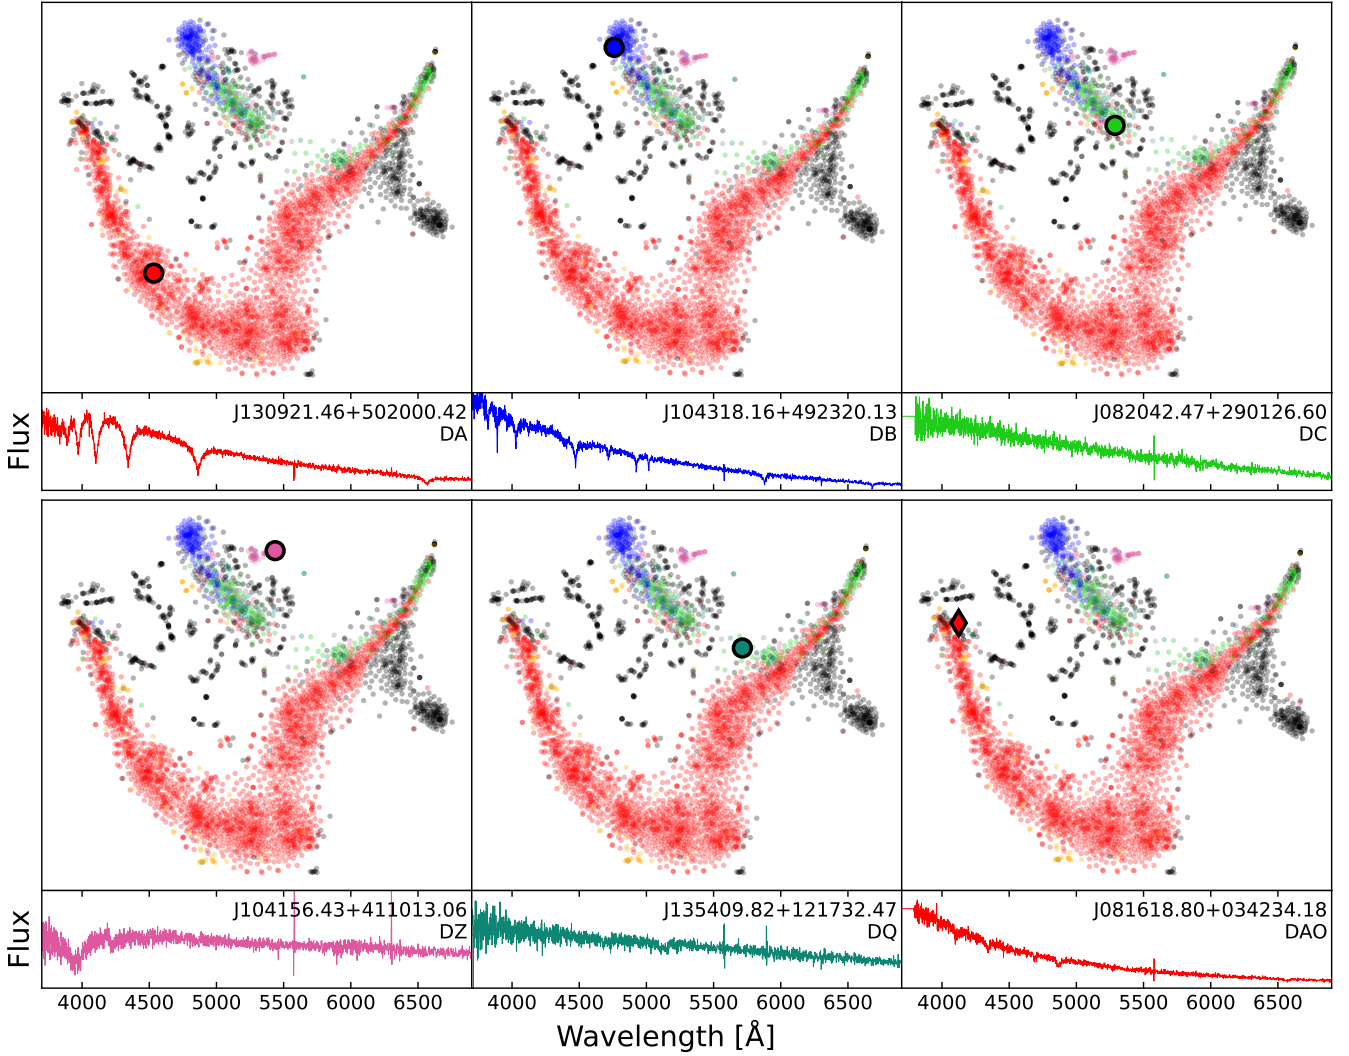 Flux
J130921.46+502000.42
DA
J104318.16+492320.13
DB
J082042.47+290126.60
DC
Flux
J104156.43+411013.06
DZ
J135409.82+121732.47
DQ
J081618.80+034234.18
DAO
4000 4500 5000 5500 6000 6500
4000 4500 5000 5500 6000 6500
4000 4500 5000 5500 6000 6500
Wavelength [Å]